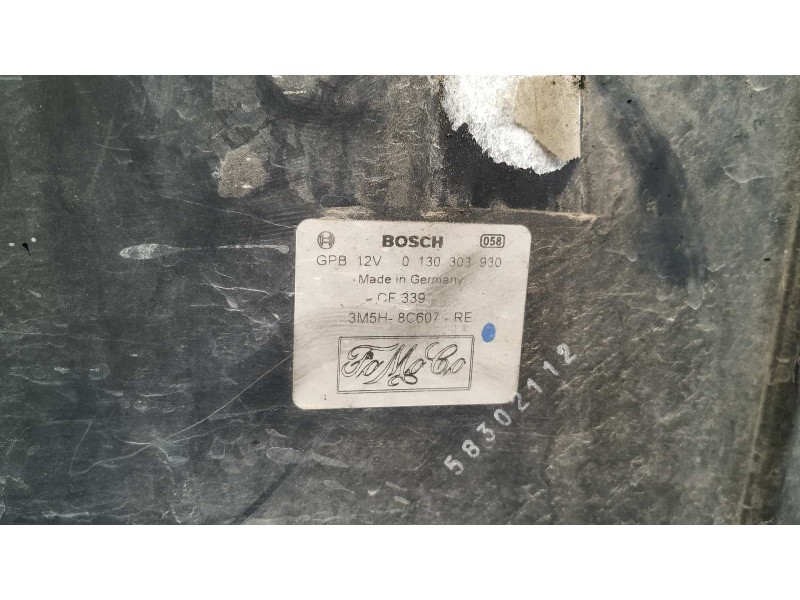 BOSCH 058
GPB 12V 0 130 303 930
Made in Germany
CF 339
3M5H- 8C607 - RE
FoMoCo
58302112